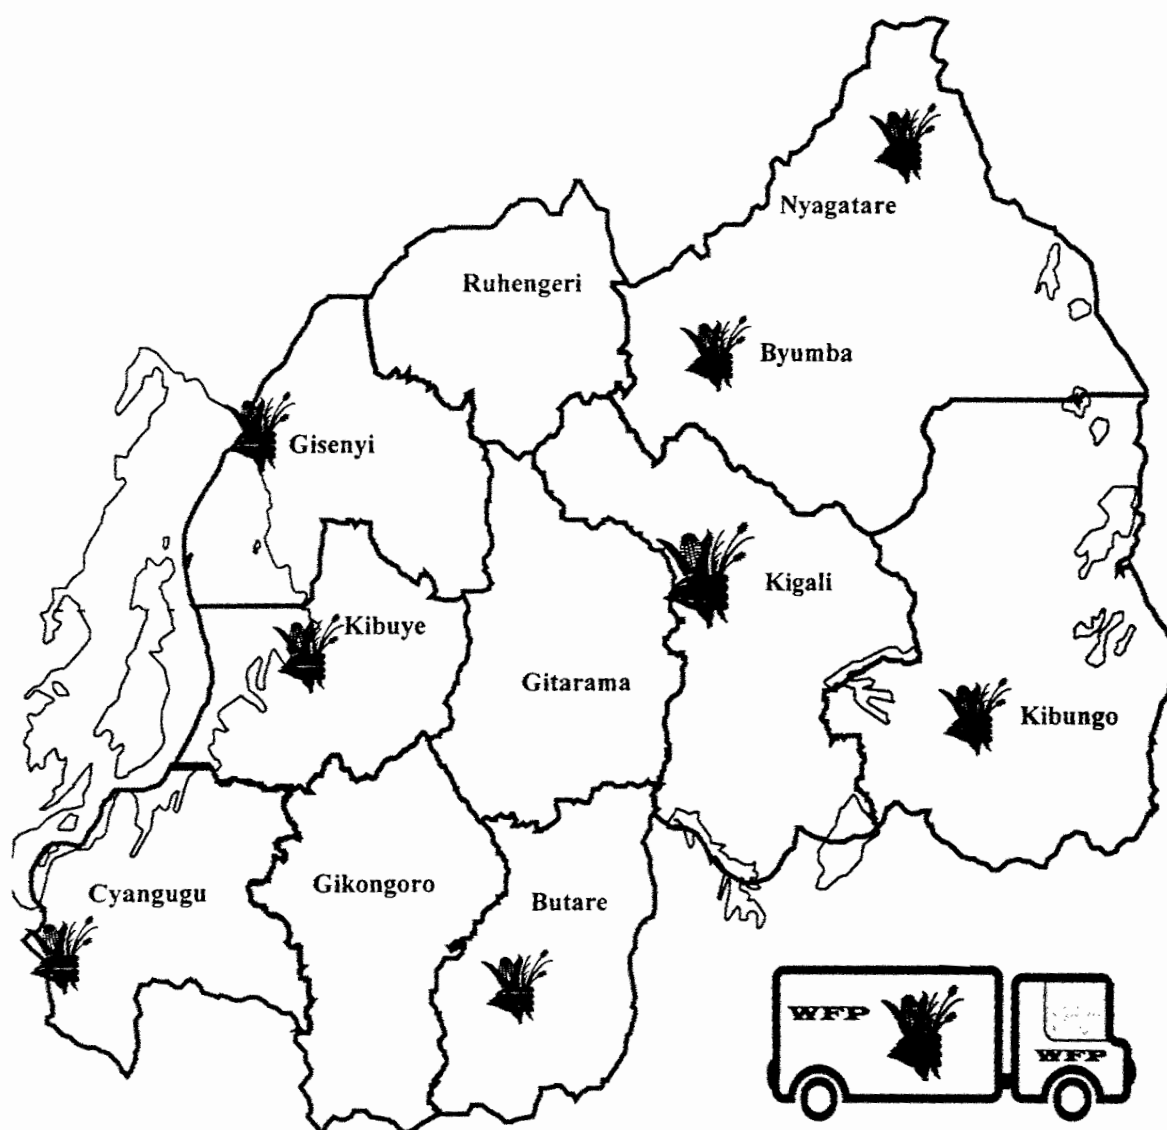 Nyagatare
Ruhengeri
Byumba
Gisenyi
Kigali
Kibuye
Gitarama
Kibungo
Gikongoro
Cyangugu
Butare
WFP
WFP